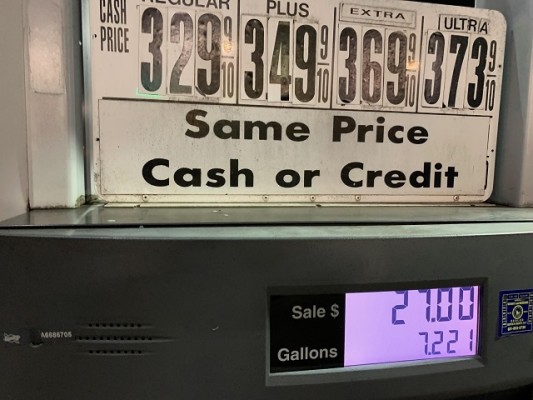 CASH REGULAR PLUS EXTRA ULTRA
PRICE 329 9/10 349 9/10 369 9/10 373 9/10
Same Price
Cash or Credit
Sale $ 27.00
Gallons 7.221